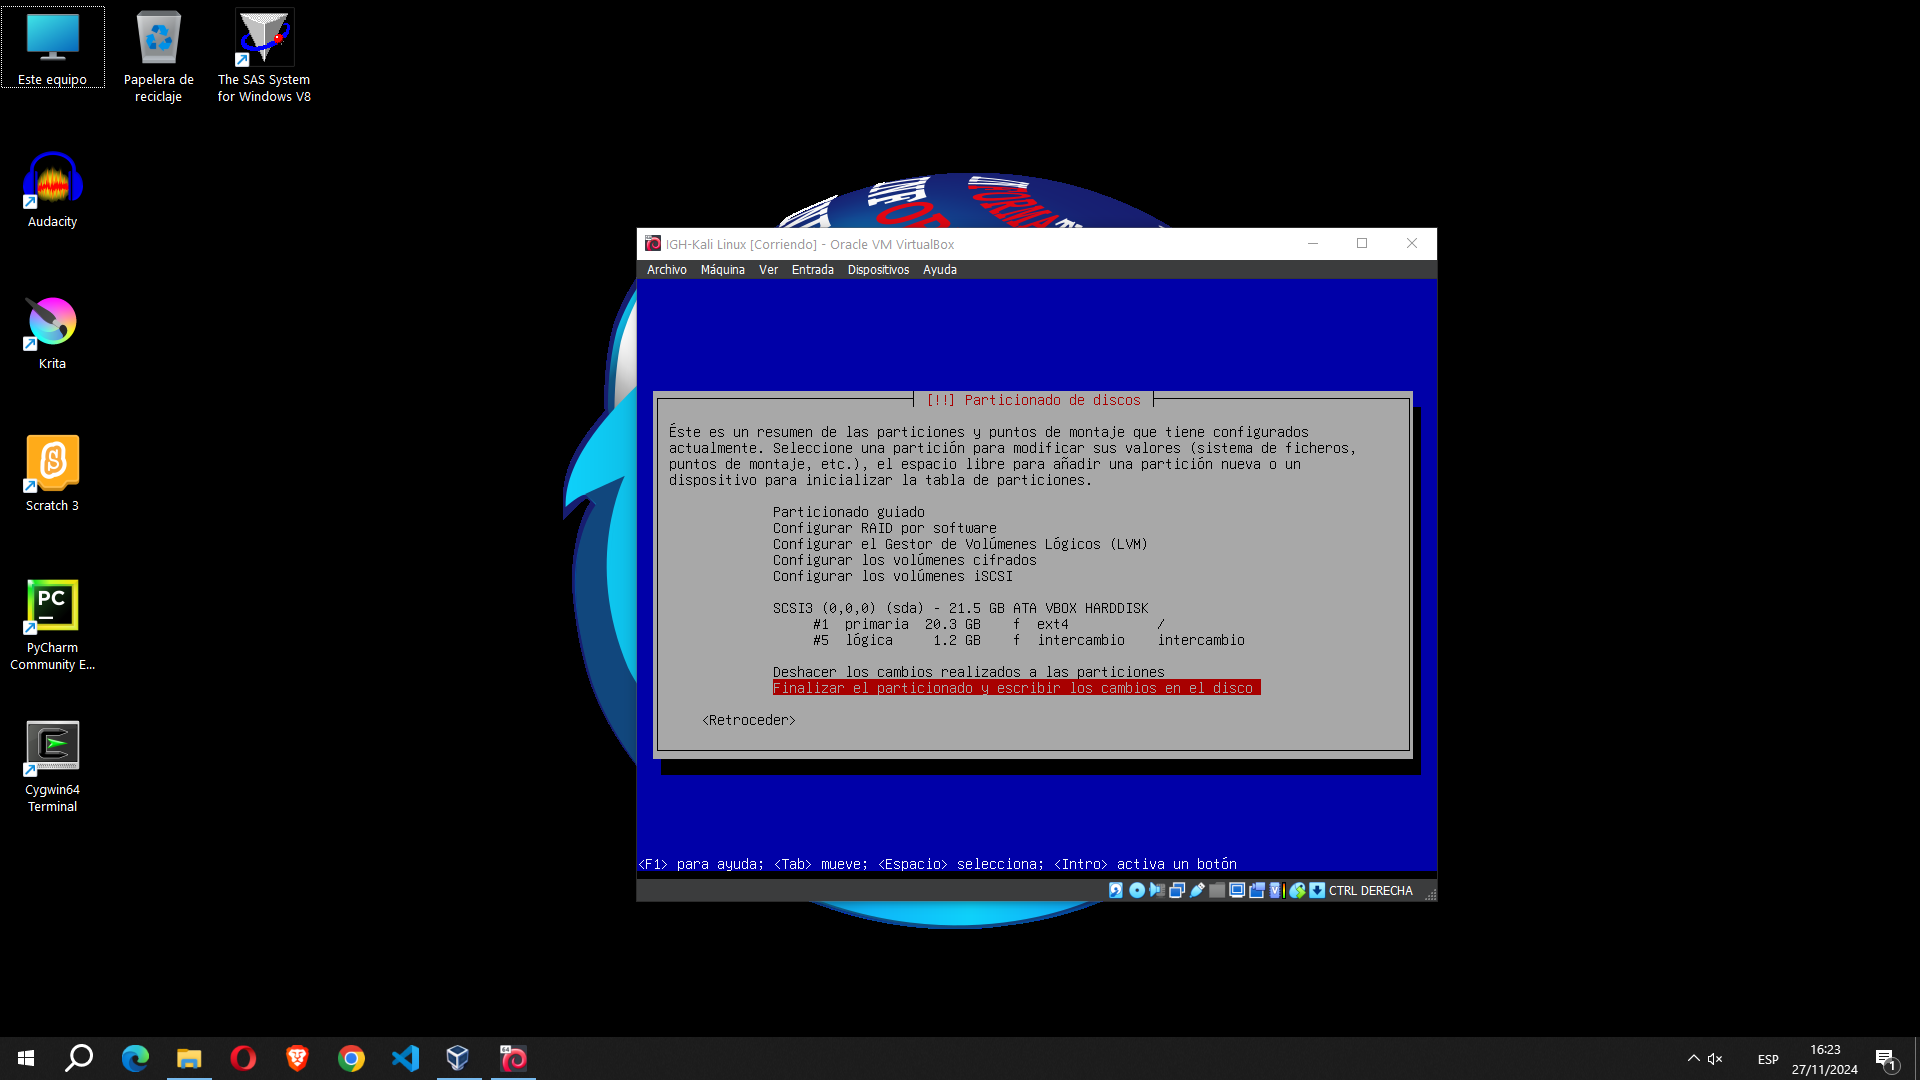 Este equipo
Papelera de
reciclaje
The SAS System
for Windows V8
Audacity
Krita
Scratch 3
PC
PyCharm
Community E...
Cygwin64
Terminal
IGH-Kali Linux [Corriendo] - Oracle VM VirtualBox
Archivo Máquina Ver Entrada Dispositivos Ayuda
[!!] Particionado de discos
Éste es un resumen de las particiones y puntos de montaje que tiene configurados
actualmente. Seleccione una partición para modificar sus valores (sistema de ficheros,
puntos de montaje, etc.), el espacio libre para añadir una partición nueva o un
dispositivo para inicializar la tabla de particiones.
Particionado guiado
Configurar RAID por software
Configurar el Gestor de Volúmenes Lógicos (LVM)
Configurar los volúmenes cifrados
Configurar los volúmenes iSCSI
SCSI3 (0,0,0) (sda) - 21.5 GB ATA VBOX HARDDISK
#1 primaria 20.3 GB f ext4 /
#5 lógica 1.2 GB f intercambio intercambio
Deshacer los cambios realizados a las particiones
Finalizar el particionado y escribir los cambios en el disco
<Retroceder>
<F1> para ayuda; <Tab> mueve; <Espacio> selecciona; <Intro> activa un botón
CTRL DERECHA
ESP
16:23
27/11/2024
1